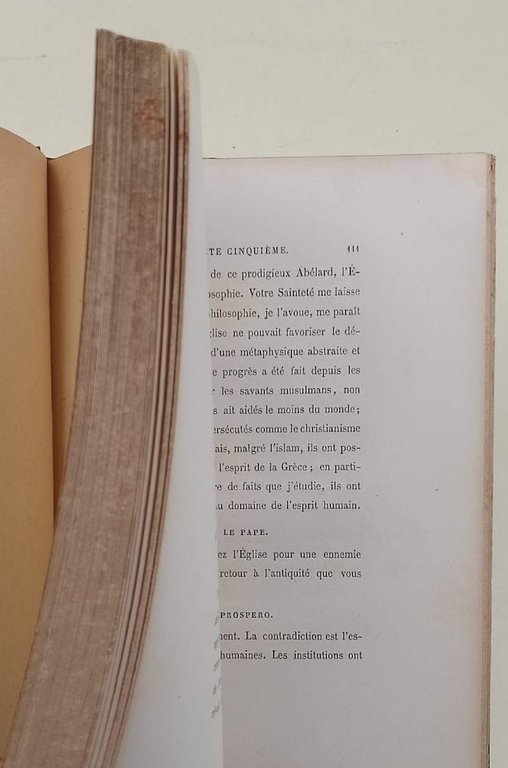 TE CINQUIÈME. 111
de ce prodigieux Abélard, l'É-
osophie. Votre Sainteté me laisse
philosophie, je l'avoue, me paraît
glise ne pouvait favoriser le dé-
d'une métaphysique abstraite et
e progrès a été fait depuis les
r les savants musulmans, non
s ait aidés le moins du monde;
ersécutés comme le christianisme
ais, malgré l'islam, ils ont pos-
l'esprit de la Grèce; en parti-
re de faits que j'étudie, ils ont
u domaine de l'esprit humain.
LE PAPE.
ez l'Église pour une ennemie
retour à l'antiquité que vous
PROSPERO.
ment. La contradiction est l'es-
humaines. Les institutions ont